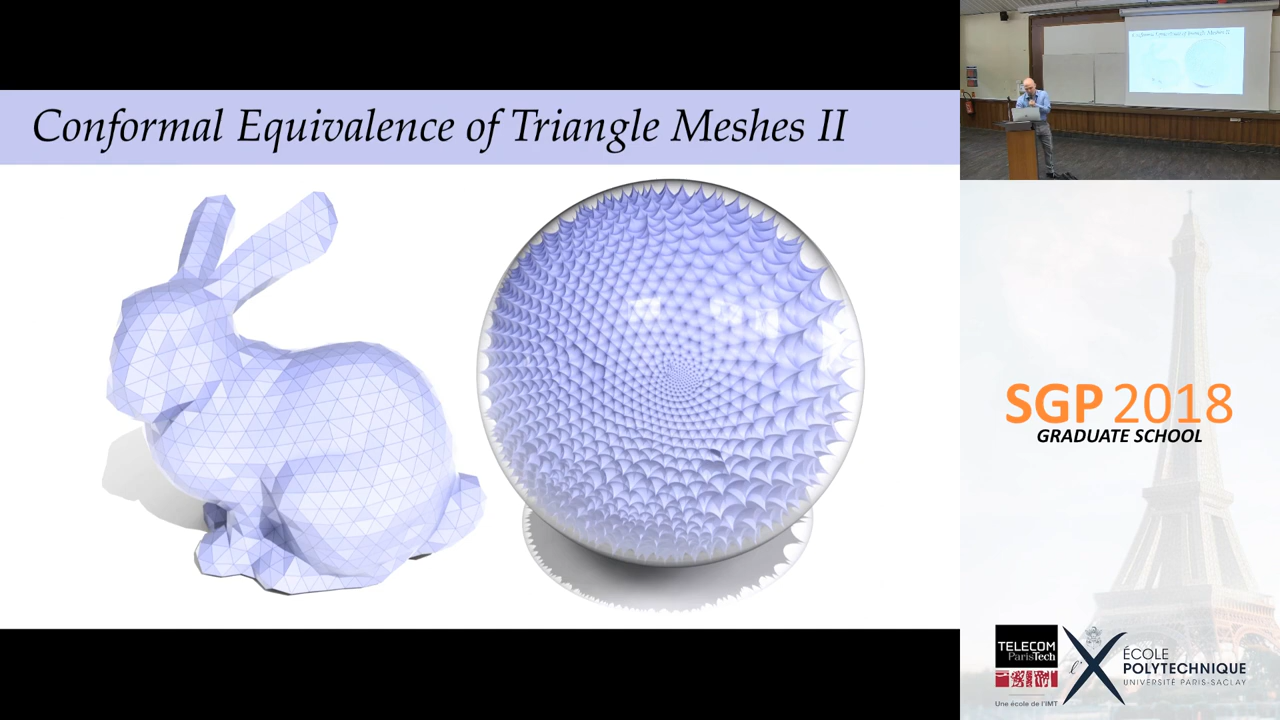 Conformal Equivalence of Triangle Meshes II
SGP 2018
GRADUATE SCHOOL
TELECOM
ParisTech
Une école de l'IMT
ÉCOLE
POLYTECHNIQUE
UNIVERSITÉ PARIS-SACLAY